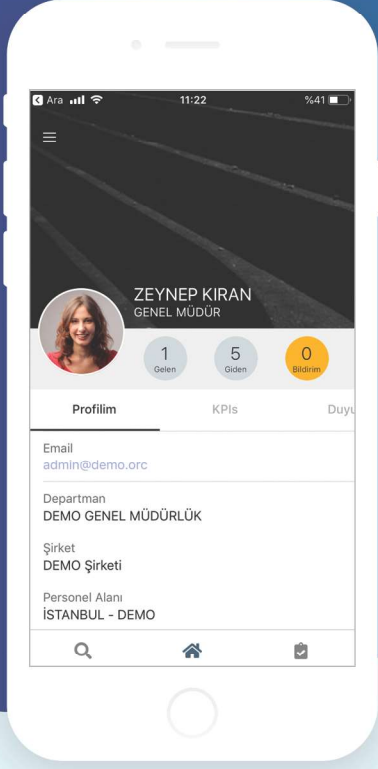 Ara 11:22 %41
ZEYNEP KIRAN
GENEL MÜDÜR
1 5 0
Gelen Giden Bildirim
Profilim KPIs Duyu
Email
admin@demo.orc
Departman
DEMO GENEL MÜDÜRLÜK
Şirket
DEMO Şirketi
Personel Alanı
İSTANBUL - DEMO